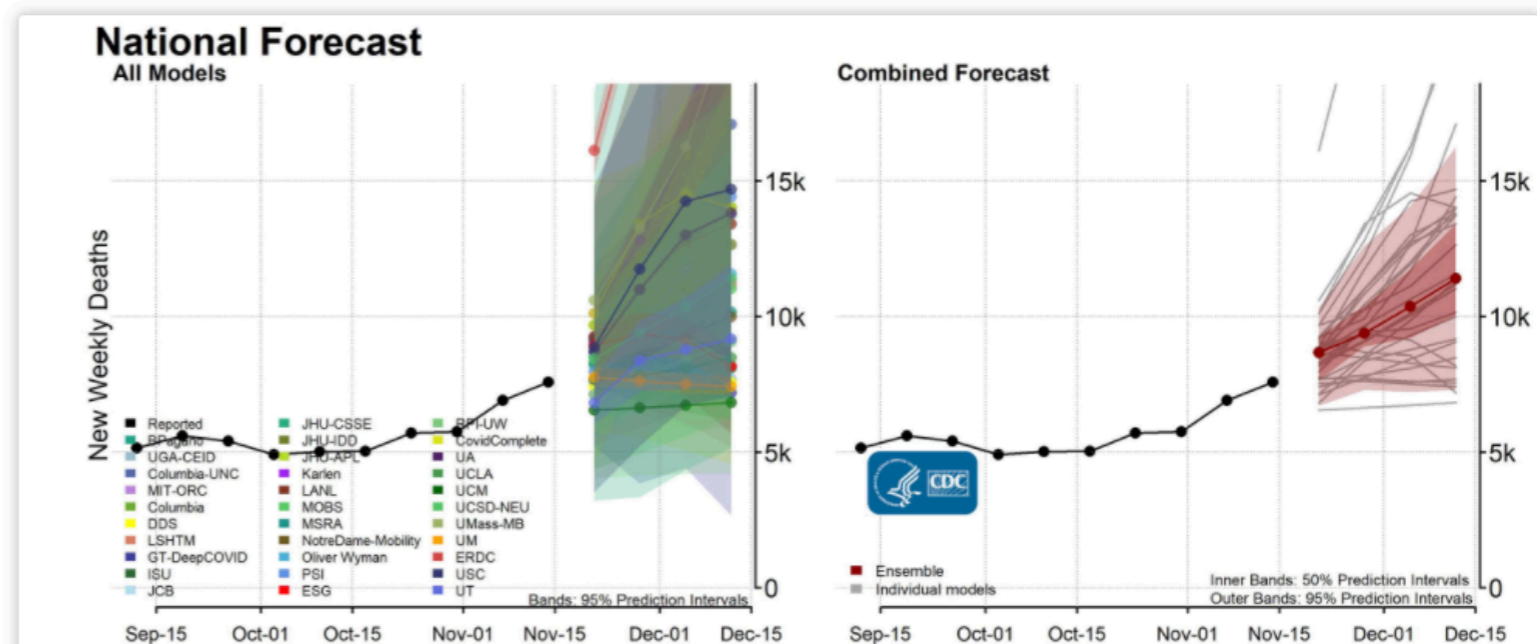 National Forecast
All Models
New Weekly Deaths
15k
10k
5k
0
Reported
BPagano
UGA-CEID
Columbia-UNC
MIT-ORC
Columbia
DDS
LSHTM
GT-DeepCOVID
ISU
JCB
JHU-CSSE
JHU-IDD
JHU-APL
Karlen
LANL
MOBS
MSRA
NotreDame-Mobility
Oliver Wyman
PSI
ESG
RPI-UW
CovidComplete
UA
UCLA
UCM
UCSD-NEU
UMass-MB
UM
ERDC
USC
UT
Bands: 95% Prediction Intervals
Sep-15 Oct-01 Oct-15 Nov-01 Nov-15 Dec-01 Dec-15
Combined Forecast
15k
10k
5k
0
CDC
Ensemble
Individual models
Inner Bands: 50% Prediction Intervals
Outer Bands: 95% Prediction Intervals
Sep-15 Oct-01 Oct-15 Nov-01 Nov-15 Dec-01 Dec-15